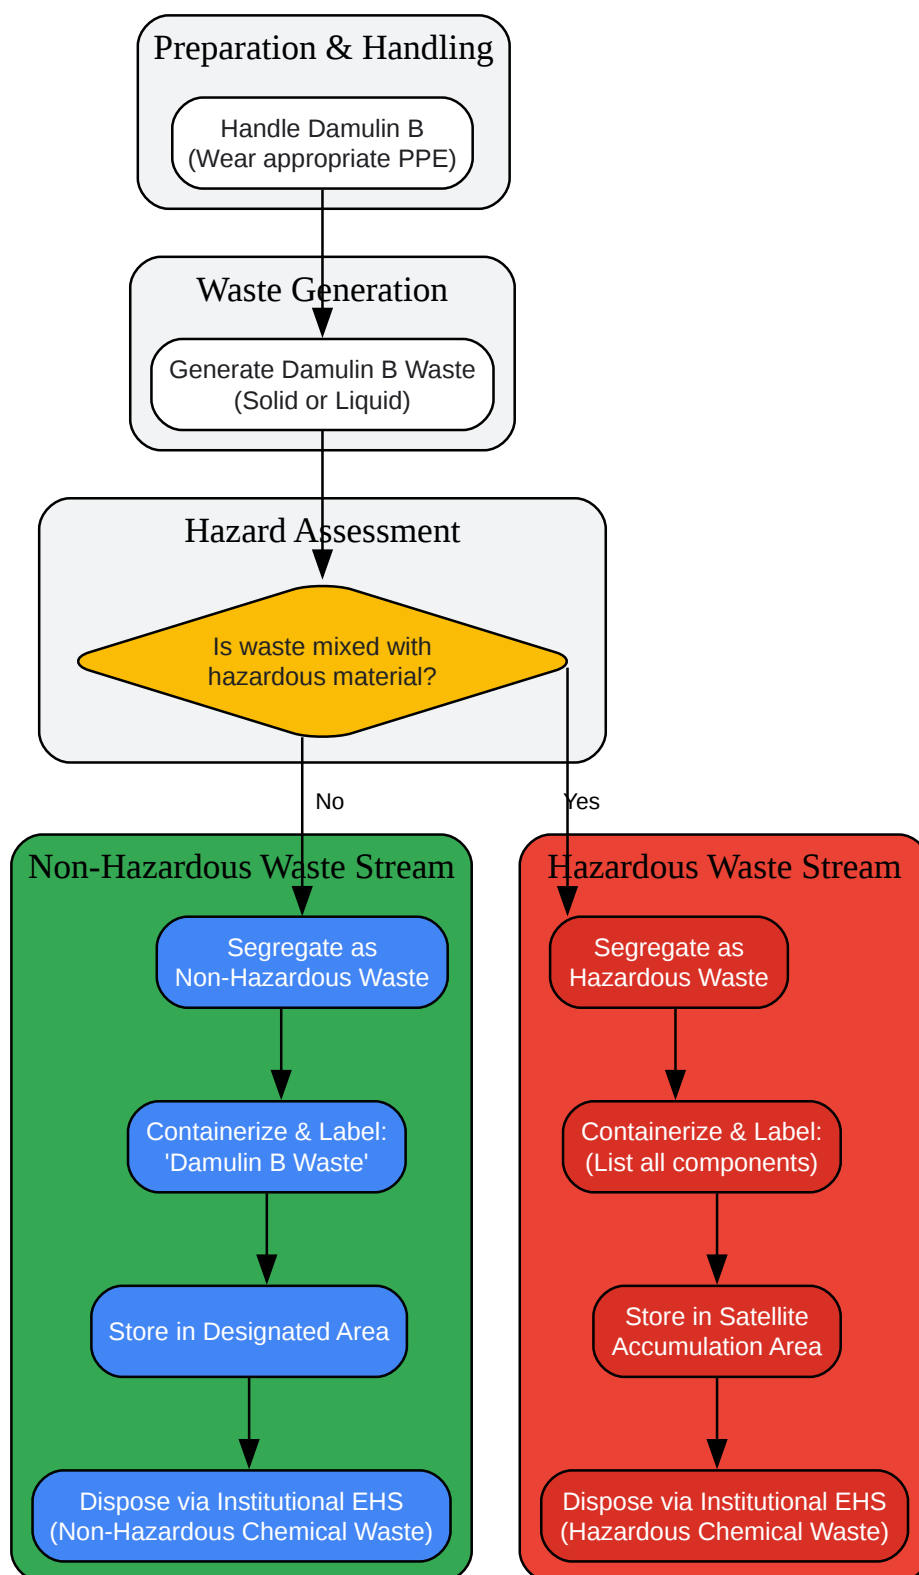 Preparation & Handling
Handle Damulin B
(Wear appropriate PPE)
Waste Generation
Generate Damulin B Waste
(Solid or Liquid)
Hazard Assessment
Is waste mixed with
hazardous material?
No
Yes
Non-Hazardous Waste Stream
Segregate as
Non-Hazardous Waste
Containerize & Label:
'Damulin B Waste'
Store in Designated Area
Dispose via Institutional EHS
(Non-Hazardous Chemical Waste)
Hazardous Waste Stream
Segregate as
Hazardous Waste
Containerize & Label:
(List all components)
Store in Satellite
Accumulation Area
Dispose via Institutional EHS
(Hazardous Chemical Waste)